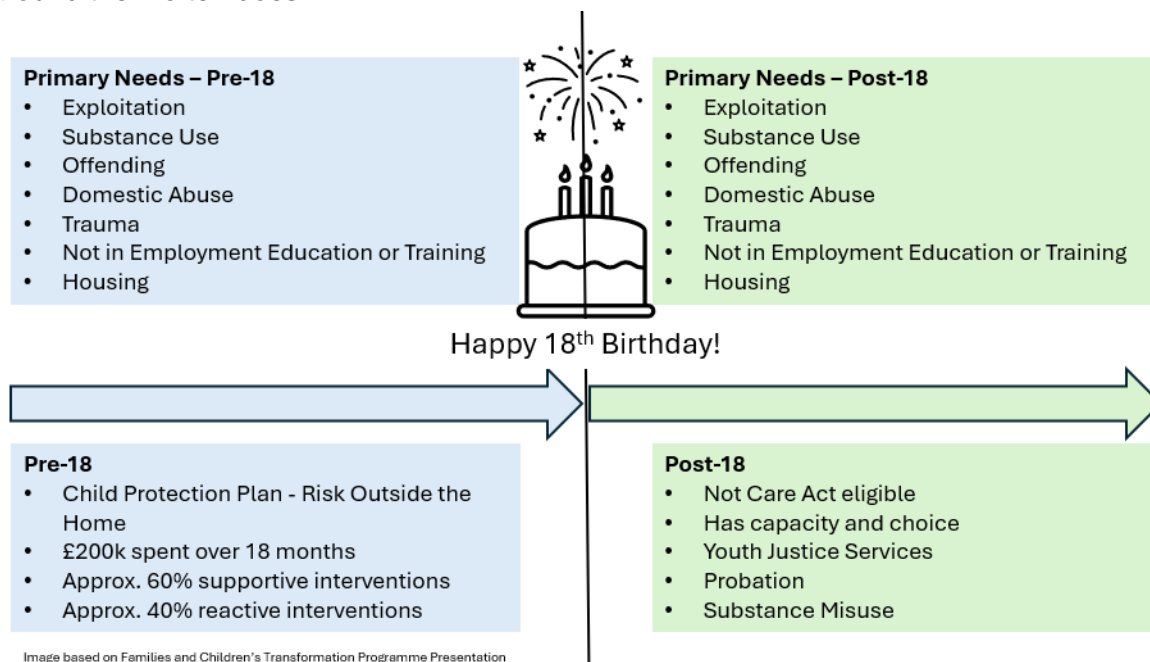 Primary Needs – Pre-18
• Exploitation
• Substance Use
• Offending
• Domestic Abuse
• Trauma
• Not in Employment Education or Training
• Housing
Primary Needs – Post-18
• Exploitation
• Substance Use
• Offending
• Domestic Abuse
• Trauma
• Not in Employment Education or Training
• Housing
Happy 18th Birthday!
Pre-18
• Child Protection Plan - Risk Outside the
Home
• £200k spent over 18 months
• Approx. 60% supportive interventions
• Approx. 40% reactive interventions
Post-18
• Not Care Act eligible
• Has capacity and choice
• Youth Justice Services
• Probation
• Substance Misuse
Image based on Families and Children's Transformation Programme Presentation